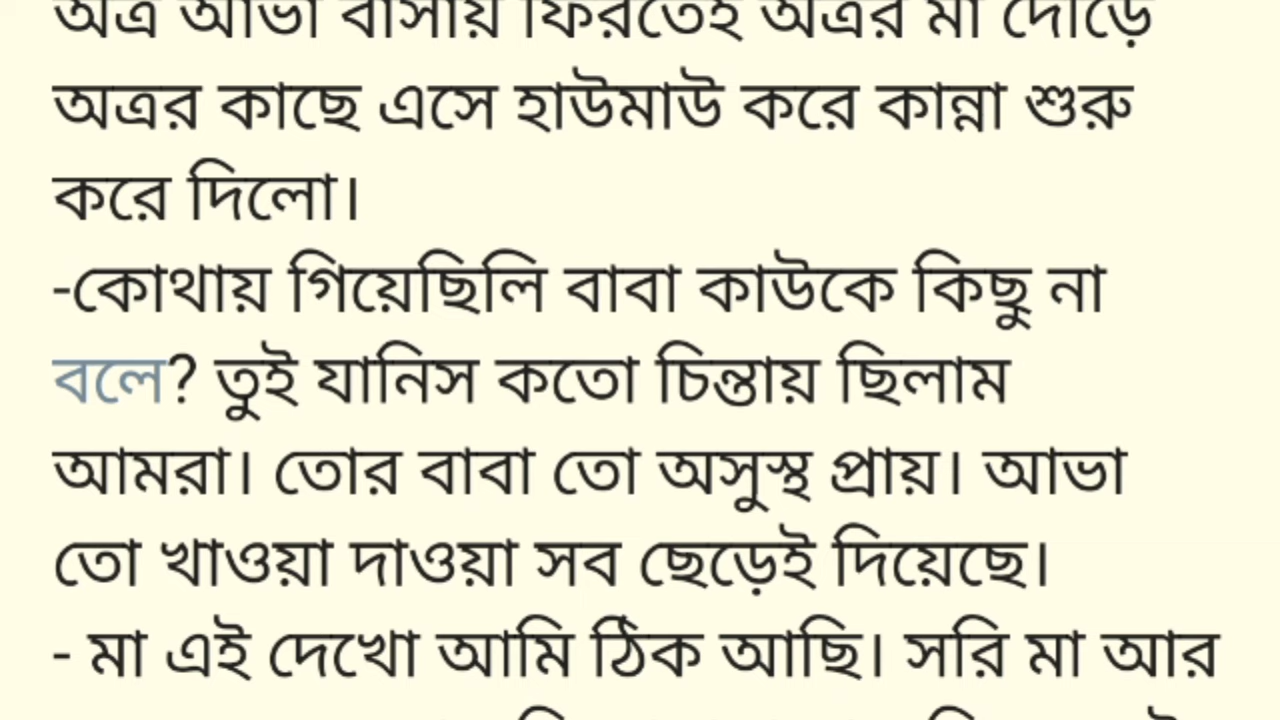 অত্র আভা বাসায় ফিরতেই অত্রর মা দৌড়ে
অত্রর কাছে এসে হাউমাউ করে কান্না শুরু
করে দিলো।
-কোথায় গিয়েছিলি বাবা কাউকে কিছু না
বলে? তুই যানিস কতো চিন্তায় ছিলাম
আমরা। তোর বাবা তো অসুস্থ প্রায়। আভা
তো খাওয়া দাওয়া সব ছেড়েই দিয়েছে।
- মা এই দেখো আমি ঠিক আছি। সরি মা আর